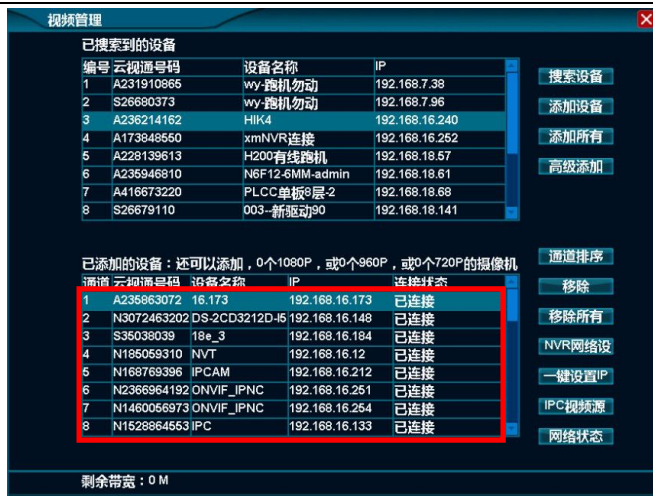 视频管理
已搜索到的设备
编号 云视通号码 设备名称 IP
1 A231910865 wy-跑机勿动 192.168.7.38
2 S26680373 wy-跑机勿动 192.168.7.96
3 A236214162 HIK4 192.168.16.240
4 A173848550 xmNVR连接 192.168.16.252
5 A228139613 H200有线跑机 192.168.18.57
6 A235946810 N6F12-6MM-admin 192.168.18.61
7 A416673220 PLCC单板8层-2 192.168.18.68
8 S26679110 003--新驱动90 192.168.18.141
搜索设备
添加设备
添加所有
高级添加
已添加的设备：还可以添加，0个1080P，或0个960P，或0个720P的摄像机
通道 云视通号码 设备名称 IP 连接状态
1 A235863072 16.173 192.168.16.173 已连接
2 N3072463202 DS-2CD3212D-I5 192.168.16.148 已连接
3 S35038039 18e_3 192.168.16.184 已连接
4 N185059310 NVT 192.168.16.12 已连接
5 N168769396 IPCAM 192.168.16.212 已连接
6 N2366964192 ONVIF_IPNC 192.168.16.251 已连接
7 N1460056973 ONVIF_IPNC 192.168.16.254 已连接
8 N1528864553 IPC 192.168.16.133 已连接
通道排序
移除
移除所有
NVR网络设
一键设置IP
IPC视频源
网络状态
剩余带宽：0 M